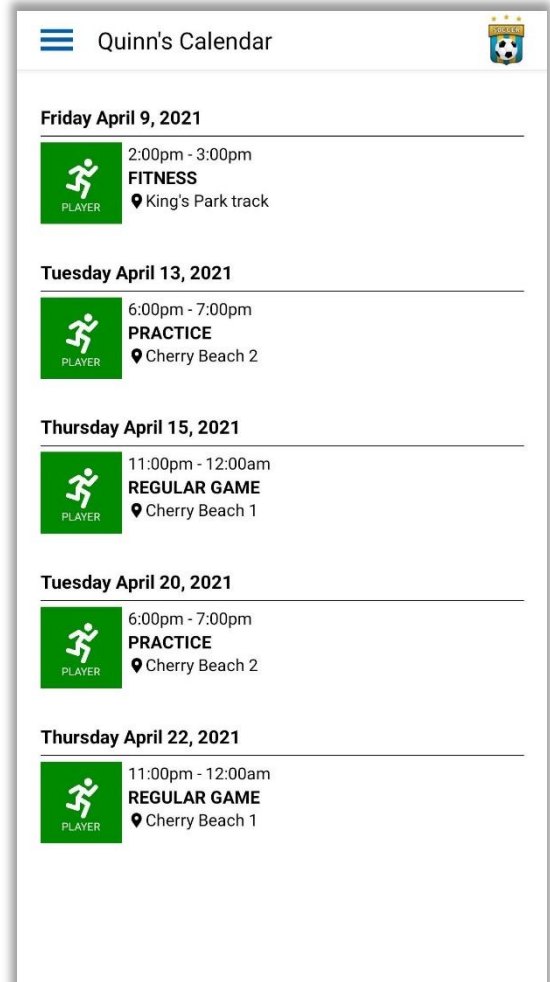 Quinn's Calendar
SOCCER
Friday April 9, 2021
2:00pm - 3:00pm
FITNESS
PLAYER
King's Park track
Tuesday April 13, 2021
6:00pm - 7:00pm
PRACTICE
PLAYER
Cherry Beach 2
Thursday April 15, 2021
11:00pm - 12:00am
REGULAR GAME
PLAYER
Cherry Beach 1
Tuesday April 20, 2021
6:00pm - 7:00pm
PRACTICE
PLAYER
Cherry Beach 2
Thursday April 22, 2021
11:00pm - 12:00am
REGULAR GAME
PLAYER
Cherry Beach 1